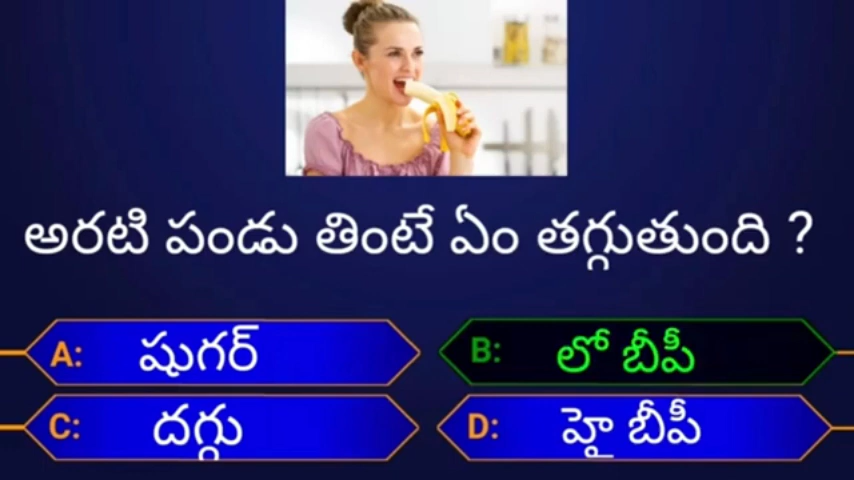 అరటి పండు తింటే ఏం తగ్గుతుంది ?
A: షుగర్
B: లో బీపీ
C: దగ్గు
D: హై బీపీ